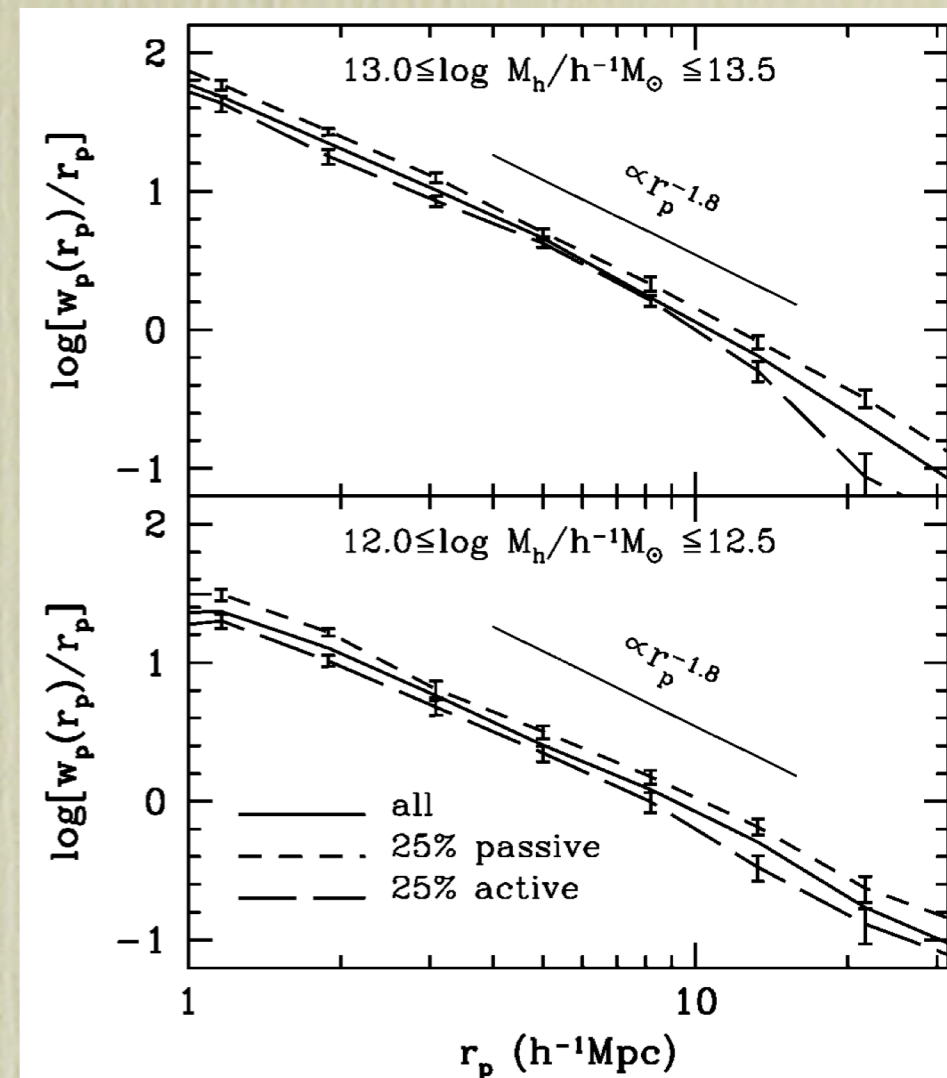 13.0≤log M_h/h⁻¹M_⊙ ≤13.5
∝r_p^-1.8
log[w_p(r_p)/r_p]
2
1
0
−1
12.0≤log M_h/h⁻¹M_⊙ ≤12.5
∝r_p^-1.8
log[w_p(r_p)/r_p]
2
1
0
−1
all
25% passive
25% active
1
10
20
30
r_p (h⁻¹Mpc)